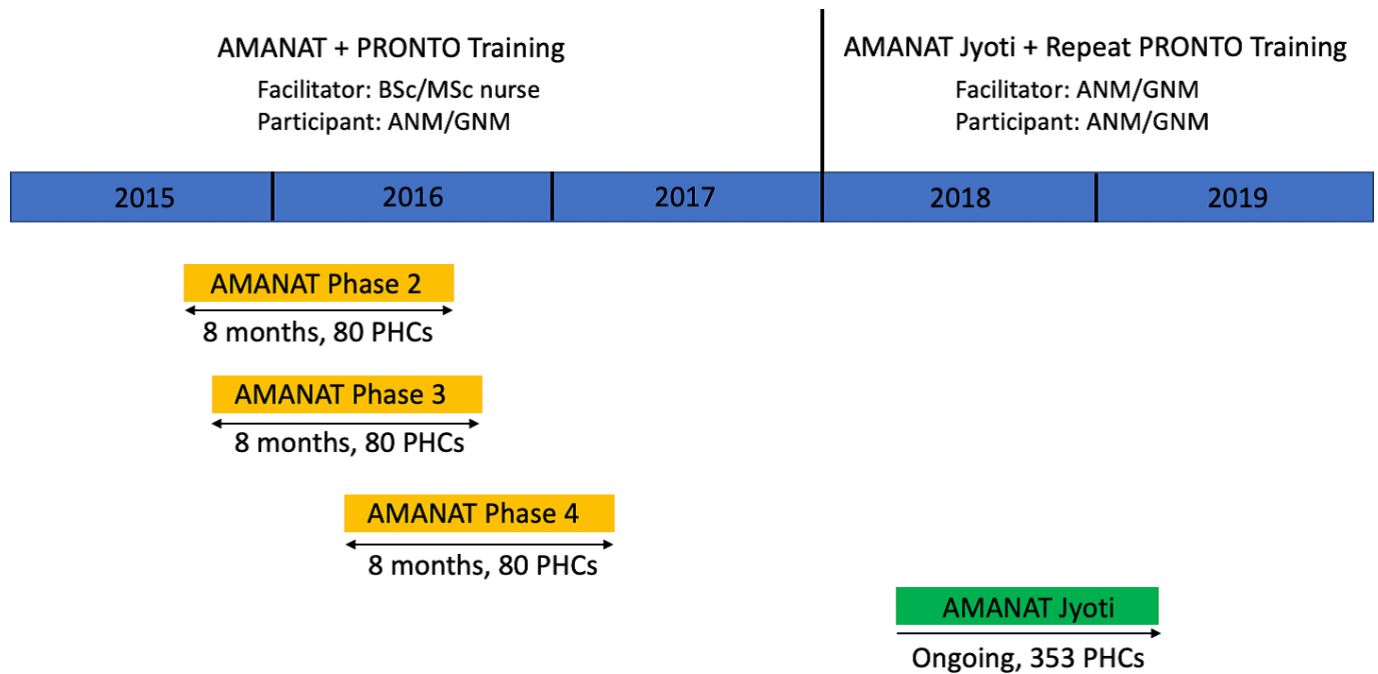 AMANAT + PRONTO Training
Facilitator: BSc/MSc nurse
Participant: ANM/GNM
AMANAT Jyoti + Repeat PRONTO Training
Facilitator: ANM/GNM
Participant: ANM/GNM
2015
2016
2017
2018
2019
AMANAT Phase 2
8 months, 80 PHCs
AMANAT Phase 3
8 months, 80 PHCs
AMANAT Phase 4
8 months, 80 PHCs
AMANAT Jyoti
Ongoing, 353 PHCs